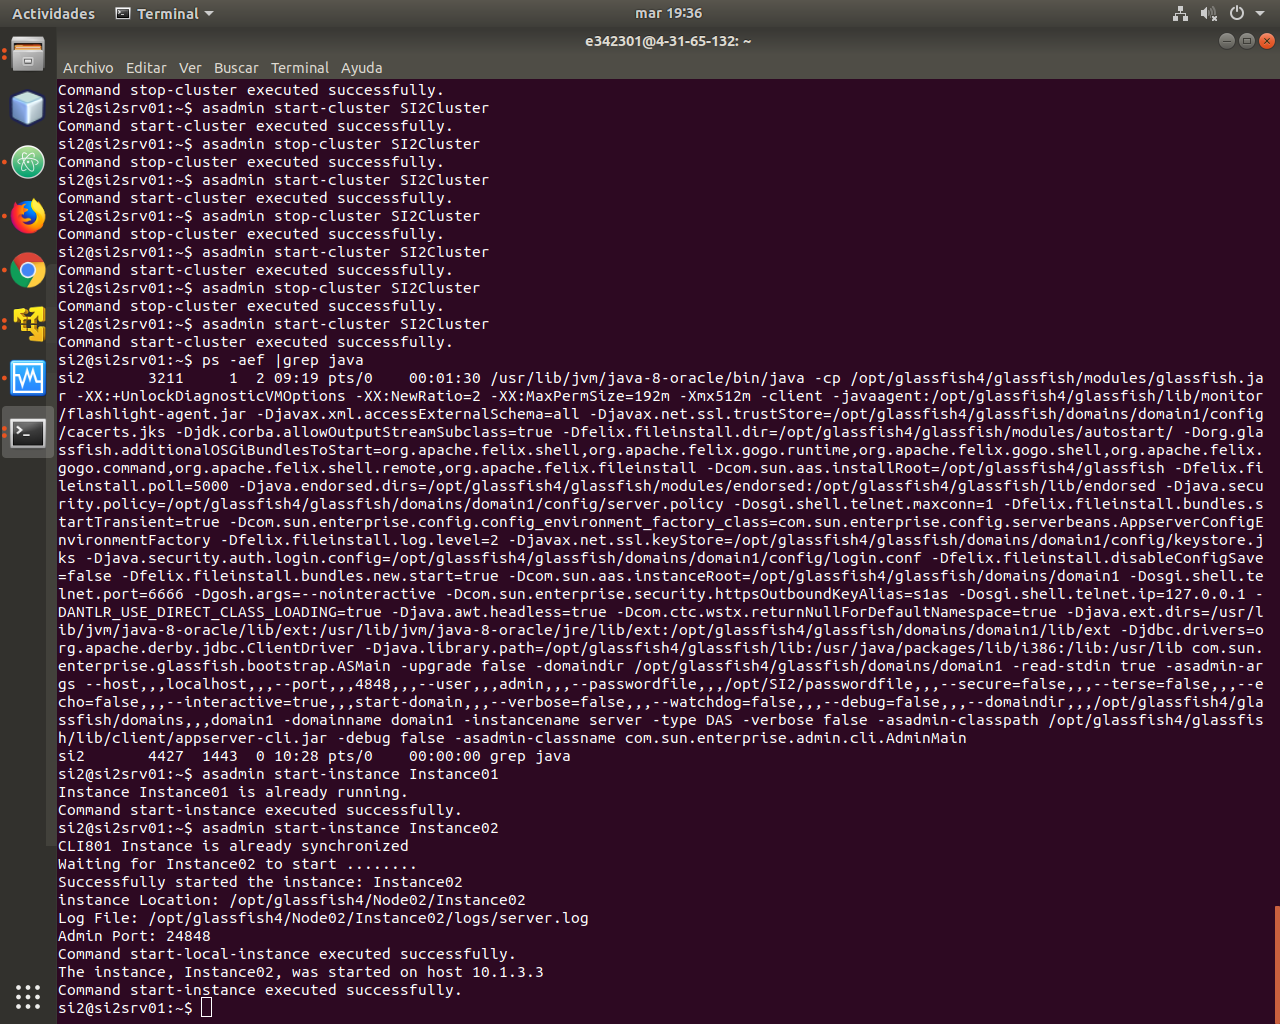 Actividades
Terminal
mar 19:36
e342301@4-31-65-132: ~
Archivo Editar Ver Buscar Terminal Ayuda
Command stop-cluster executed successfully.
si2@si2srv01:~$ asadmin start-cluster SI2Cluster
Command start-cluster executed successfully.
si2@si2srv01:~$ asadmin stop-cluster SI2Cluster
Command stop-cluster executed successfully.
si2@si2srv01:~$ asadmin start-cluster SI2Cluster
Command start-cluster executed successfully.
si2@si2srv01:~$ asadmin stop-cluster SI2Cluster
Command stop-cluster executed successfully.
si2@si2srv01:~$ asadmin start-cluster SI2Cluster
Command start-cluster executed successfully.
si2@si2srv01:~$ asadmin stop-cluster SI2Cluster
Command stop-cluster executed successfully.
si2@si2srv01:~$ asadmin start-cluster SI2Cluster
Command start-cluster executed successfully.
si2@si2srv01:~$ ps -aef |grep java
si2       3211     1  2 09:19 pts/0    00:01:30 /usr/lib/jvm/java-8-oracle/bin/java -cp /opt/glassfish4/glassfish/modules/glassfish.ja
r -XX:+UnlockDiagnosticVMOptions -XX:NewRatio=2 -XX:MaxPermSize=192m -Xmx512m -client -javaagent:/opt/glassfish4/glassfish/lib/monitor
/flashlight-agent.jar -Djavax.xml.accessExternalSchema=all -Djavax.net.ssl.trustStore=/opt/glassfish4/glassfish/domains/domain1/config
/cacerts.jks -Djdk.corba.allowOutputStreamSubclass=true -Dfelix.fileinstall.dir=/opt/glassfish4/glassfish/modules/autostart/ -Dorg.gla
ssfish.additionalOSGiBundlesToStart=org.apache.felix.shell,org.apache.felix.gogo.runtime,org.apache.felix.gogo.shell,org.apache.felix.
gogo.command,org.apache.felix.shell.remote,org.apache.felix.fileinstall -Dcom.sun.aas.installRoot=/opt/glassfish4/glassfish -Dfelix.fi
leinstall.poll=5000 -Djava.endorsed.dirs=/opt/glassfish4/glassfish/modules/endorsed:/opt/glassfish4/glassfish/lib/endorsed -Djava.secu
rity.policy=/opt/glassfish4/glassfish/domains/domain1/config/server.policy -Dosgi.shell.telnet.maxconn=1 -Dfelix.fileinstall.bundles.s
tartTransient=true -Dcom.sun.enterprise.config.config_environment_factory_class=com.sun.enterprise.config.serverbeans.AppserverConfigE
nvironmentFactory -Dfelix.fileinstall.log.level=2 -Djavax.net.ssl.keyStore=/opt/glassfish4/glassfish/domains/domain1/config/keystore.j
ks -Djava.security.auth.login.config=/opt/glassfish4/glassfish/domains/domain1/config/login.conf -Dfelix.fileinstall.disableConfigSave
=false -Dfelix.fileinstall.bundles.new.start=true -Dcom.sun.aas.instanceRoot=/opt/glassfish4/glassfish/domains/domain1 -Dosgi.shell.te
lnet.port=6666 -Dgosh.args=--nointeractive -Dcom.sun.enterprise.security.httpsOutboundKeyAlias=s1as -Dosgi.shell.telnet.ip=127.0.0.1 -
DANTLR_USE_DIRECT_CLASS_LOADING=true -Djava.awt.headless=true -Dcom.ctc.wstx.returnNullForDefaultNamespace=true -Djava.ext.dirs=/usr/l
ib/jvm/java-8-oracle/lib/ext:/usr/lib/jvm/java-8-oracle/jre/lib/ext:/opt/glassfish4/glassfish/domains/domain1/lib/ext -Djdbc.drivers=o
rg.apache.derby.jdbc.ClientDriver -Djava.library.path=/opt/glassfish4/glassfish/lib:/usr/java/packages/lib/i386:/lib:/usr/lib com.sun.
enterprise.glassfish.bootstrap.ASMain -upgrade false -domaindir /opt/glassfish4/glassfish/domains/domain1 -read-stdin true -asadmin-ar
gs --host,,,localhost,,,--port,,,4848,,,--user,,,admin,,,--passwordfile,,,/opt/SI2/passwordfile,,,--secure=false,,,--terse=false,,,--e
cho=false,,,--interactive=true,,,start-domain,,,--verbose=false,,,--watchdog=false,,,--debug=false,,,--domaindir,,,/opt/glassfish4/gla
ssfish/domains,,,domain1 -domainname domain1 -instancename server -type DAS -verbose false -asadmin-classpath /opt/glassfish4/glassfis
h/lib/client/appserver-cli.jar -debug false -asadmin-classname com.sun.enterprise.admin.cli.AdminMain
si2       4427  1443  0 10:28 pts/0    00:00:00 grep java
si2@si2srv01:~$ asadmin start-instance Instance01
Instance Instance01 is already running.
Command start-instance executed successfully.
si2@si2srv01:~$ asadmin start-instance Instance02
CLI801 Instance is already synchronized
Waiting for Instance02 to start ........
Successfully started the instance: Instance02
instance Location: /opt/glassfish4/Node02/Instance02
Log File: /opt/glassfish4/Node02/Instance02/logs/server.log
Admin Port: 24848
Command start-local-instance executed successfully.
The instance, Instance02, was started on host 10.1.3.3
Command start-instance executed successfully.
si2@si2srv01:~$